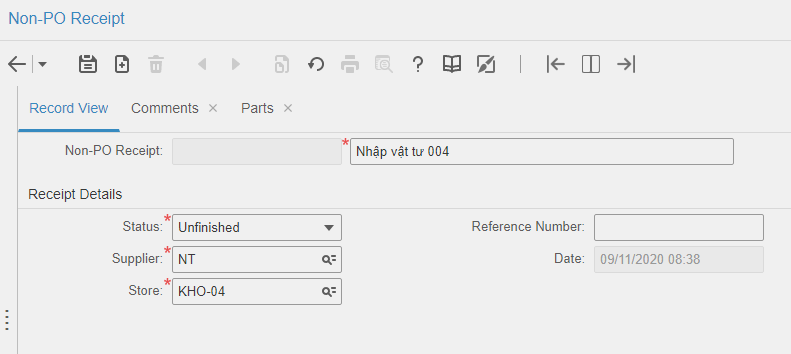 Non-PO Receipt
Record View Comments Parts
Non-PO Receipt: * Nhập vật tư 004
Receipt Details
Status: * Unfinished Reference Number:
Supplier: * NT Date: 09/11/2020 08:38
Store: * KHO-04